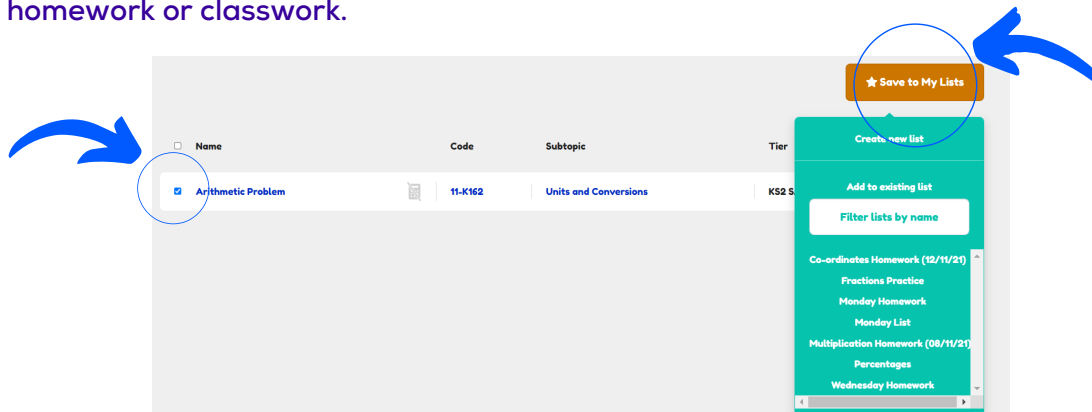 homework or classwork.
Save to My Lists
Name Code Subtopic Tier
Create new list
Arithmetic Problem 11-K162 Units and Conversions KS2 S
Add to existing list
Filter lists by name
Co-ordinates Homework (12/11/21)
Fractions Practice
Monday Homework
Monday List
Multiplication Homework (08/11/21)
Percentages
Wednesday Homework